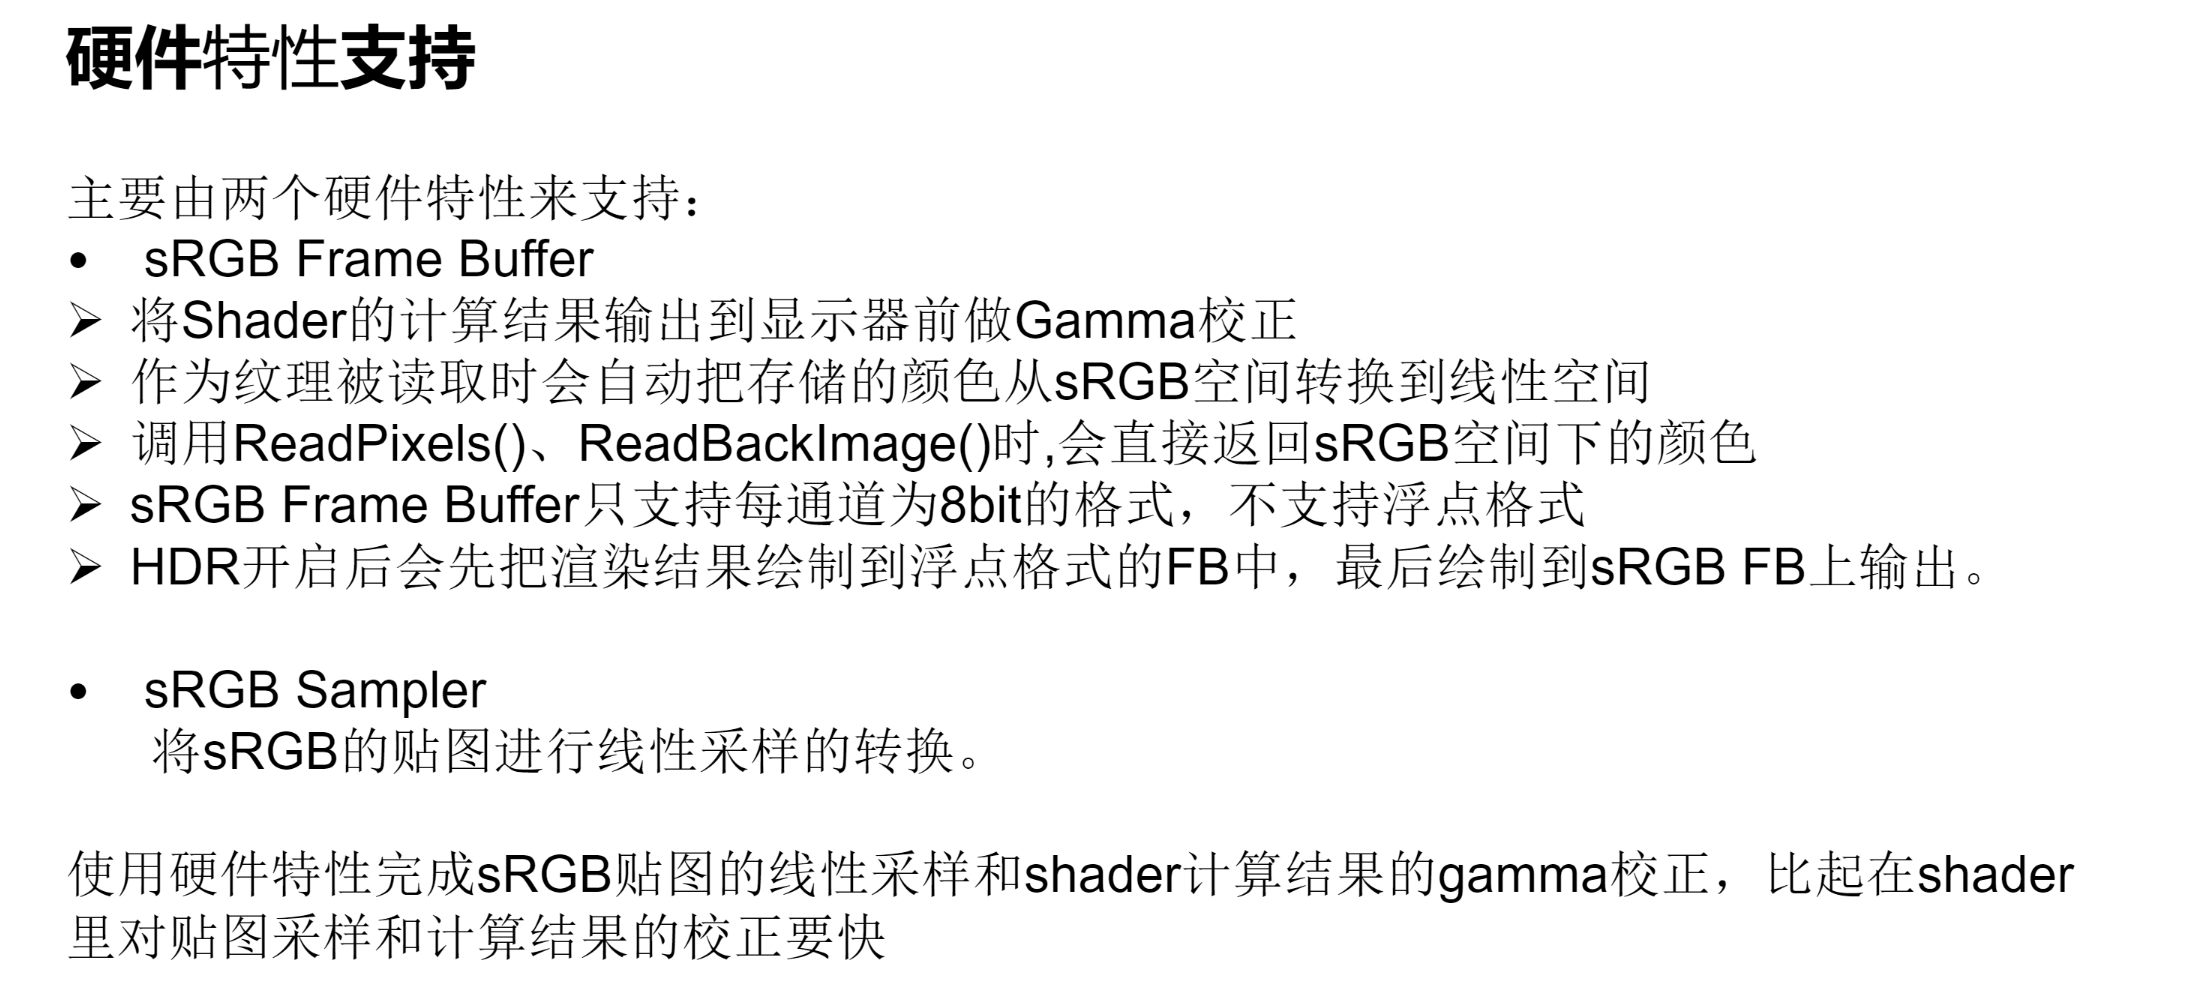 硬件特性支持
主要由两个硬件特性来支持：
• sRGB Frame Buffer
➢ 将Shader的计算结果输出到显示器前做Gamma校正
➢ 作为纹理被读取时会自动把存储的颜色从sRGB空间转换到线性空间
➢ 调用ReadPixels()、ReadBackImage()时,会直接返回sRGB空间下的颜色
➢ sRGB Frame Buffer只支持每通道为8bit的格式，不支持浮点格式
➢ HDR开启后会先把渲染结果绘制到浮点格式的FB中，最后绘制到sRGB FB上输出。
• sRGB Sampler
将sRGB的贴图进行线性采样的转换。
使用硬件特性完成sRGB贴图的线性采样和shader计算结果的gamma校正，比起在shader
里对贴图采样和计算结果的校正要快